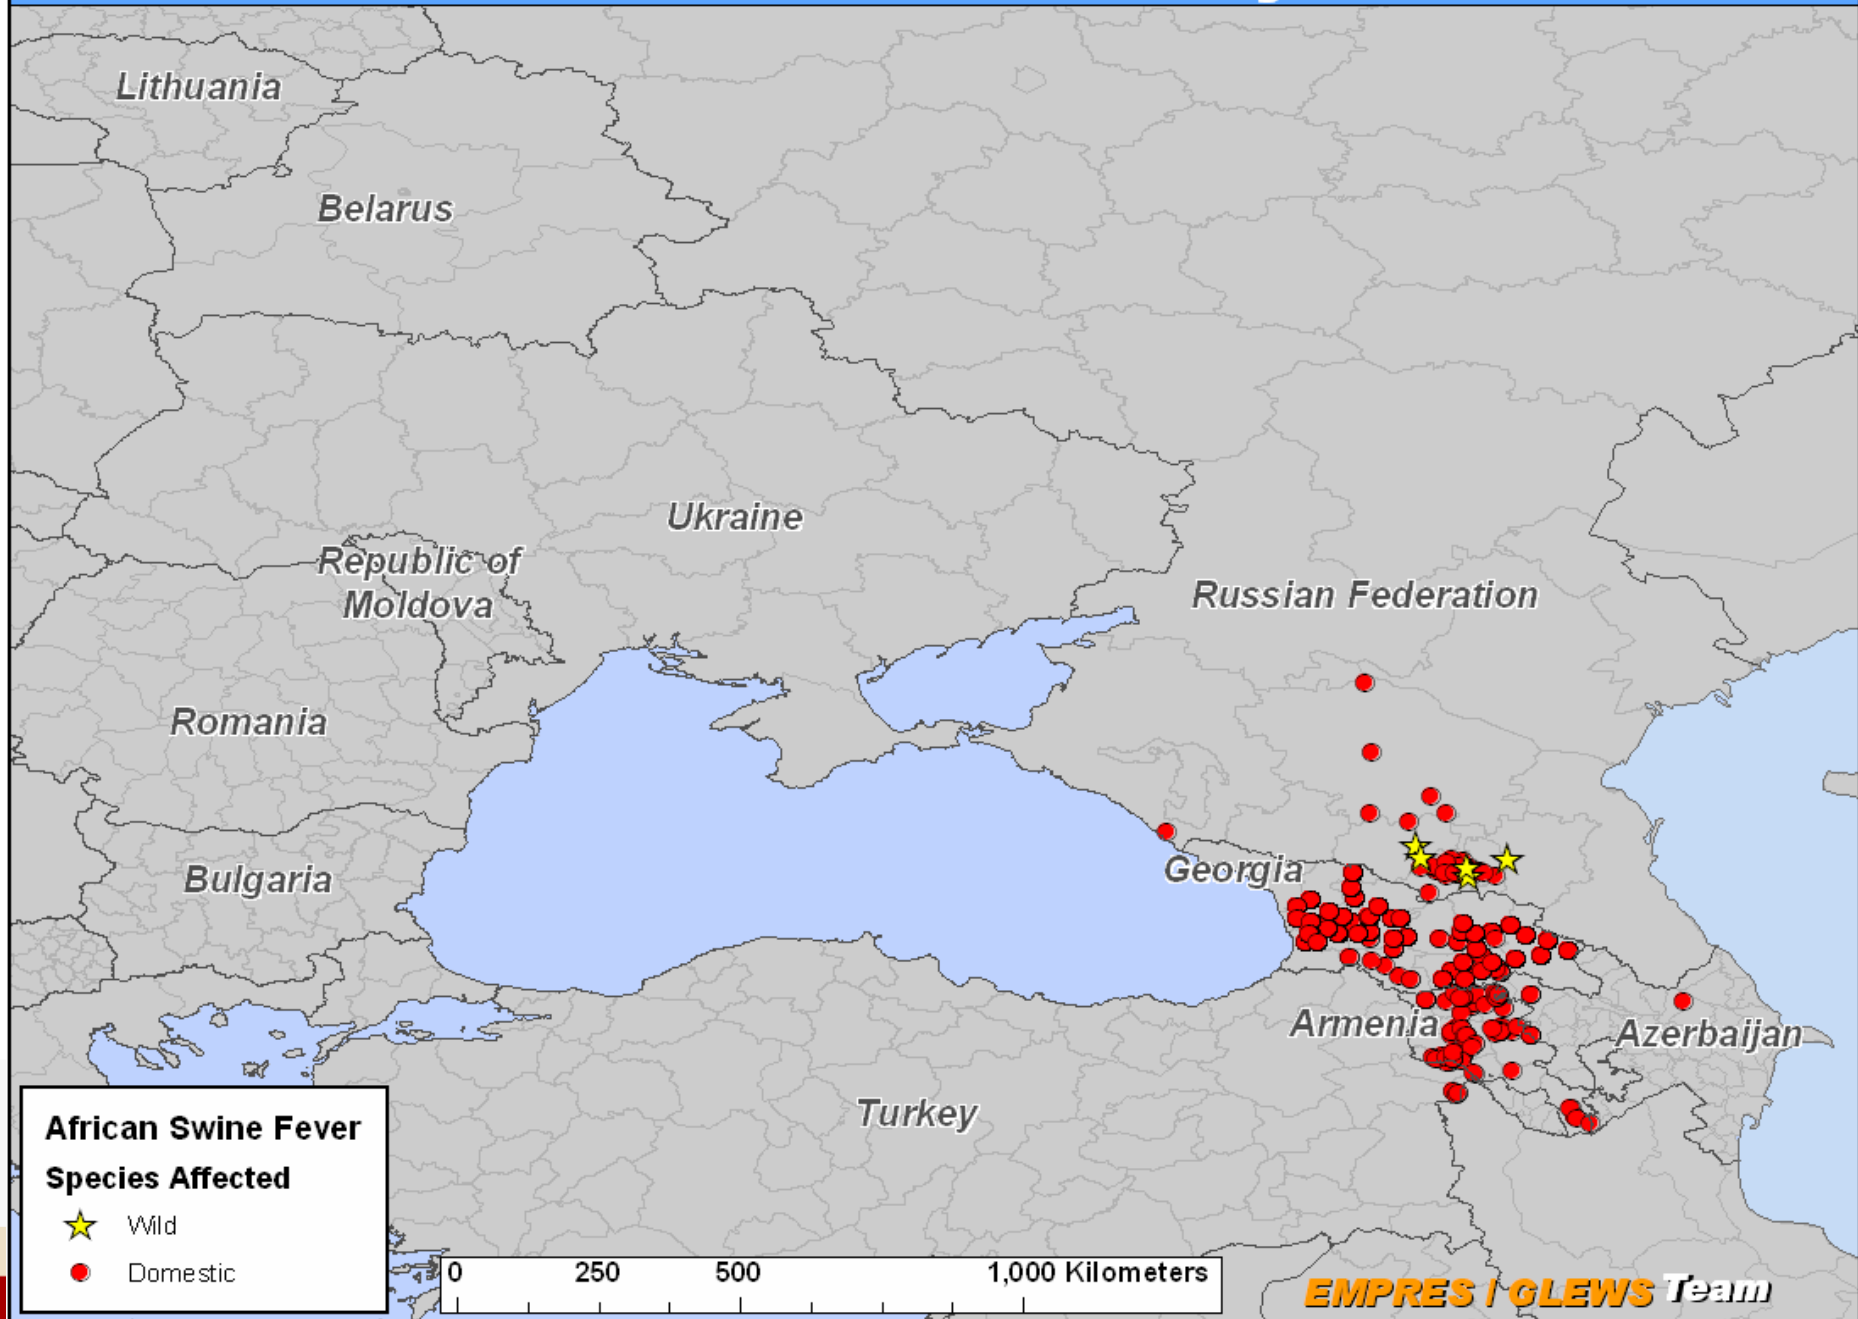 Lithuania
Belarus
Ukraine
Republic of
Moldova
Russian Federation
Romania
Georgia
Bulgaria
Armenia
Azerbaijan
Turkey
African Swine Fever
Species Affected
Wild
Domestic
0 250 500 1,000 Kilometers
EMPRES / GLEWS Team